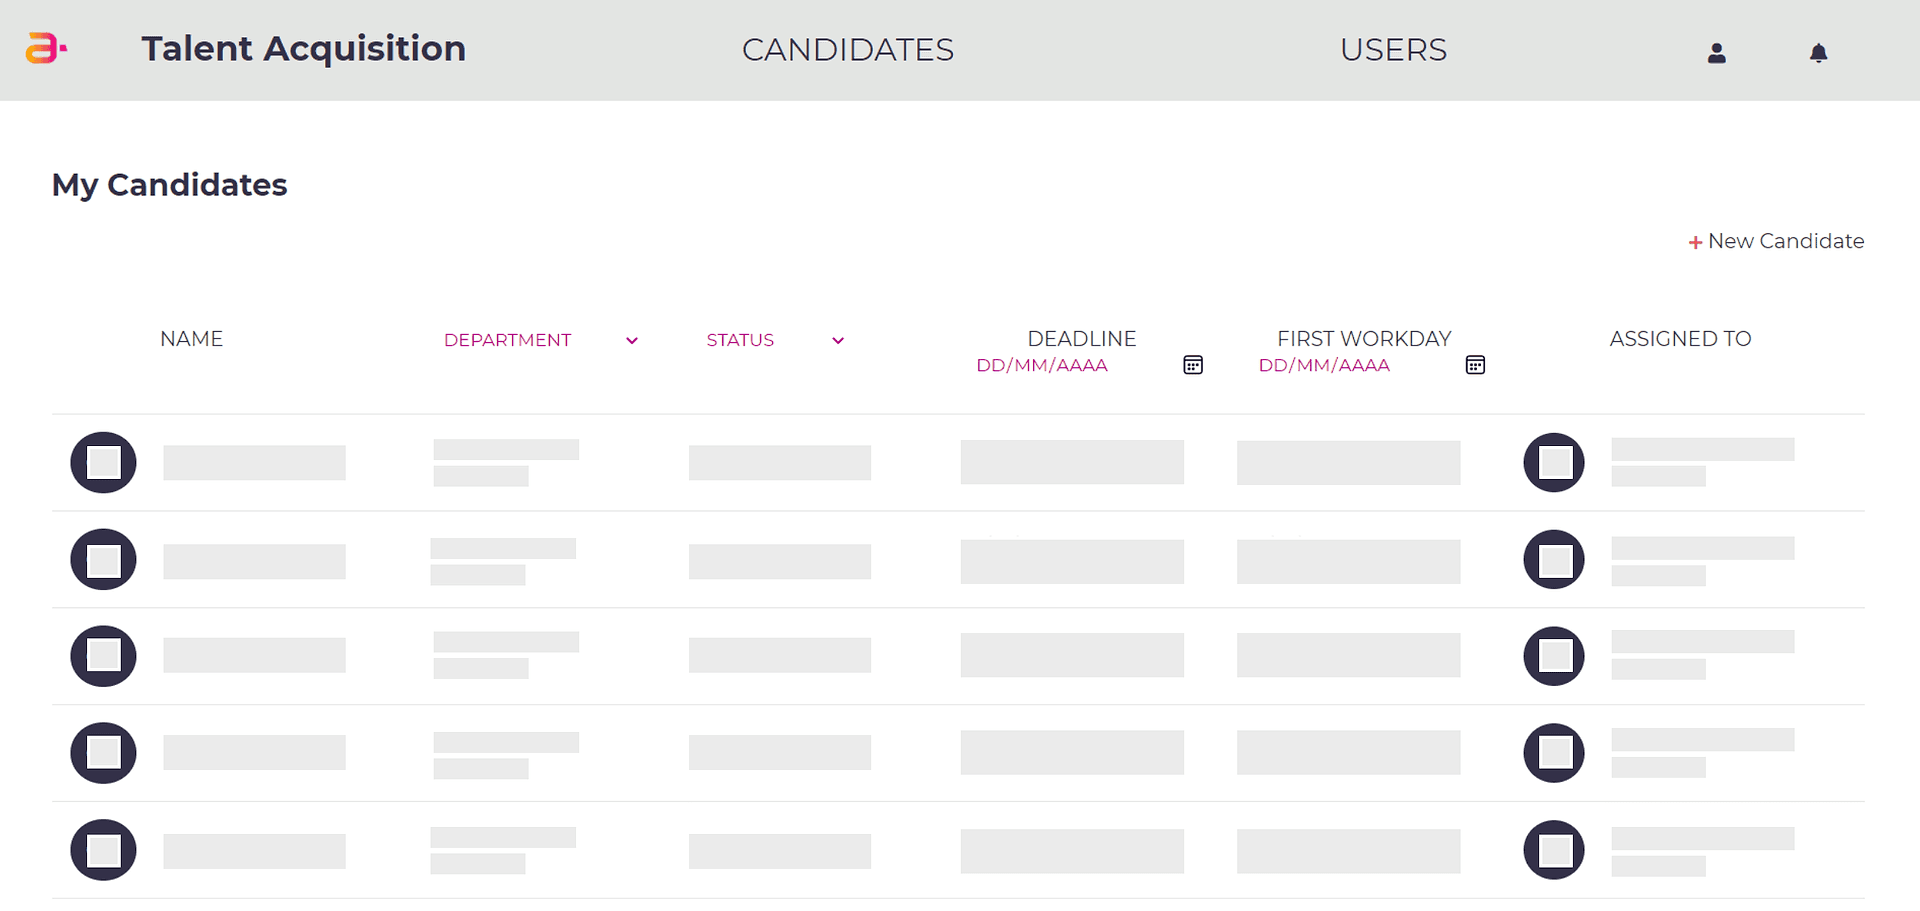 Talent Acquisition
CANDIDATES
USERS
My Candidates
+ New Candidate
NAME
DEPARTMENT
STATUS
DEADLINE
DD/MM/AAAA
FIRST WORKDAY
DD/MM/AAAA
ASSIGNED TO